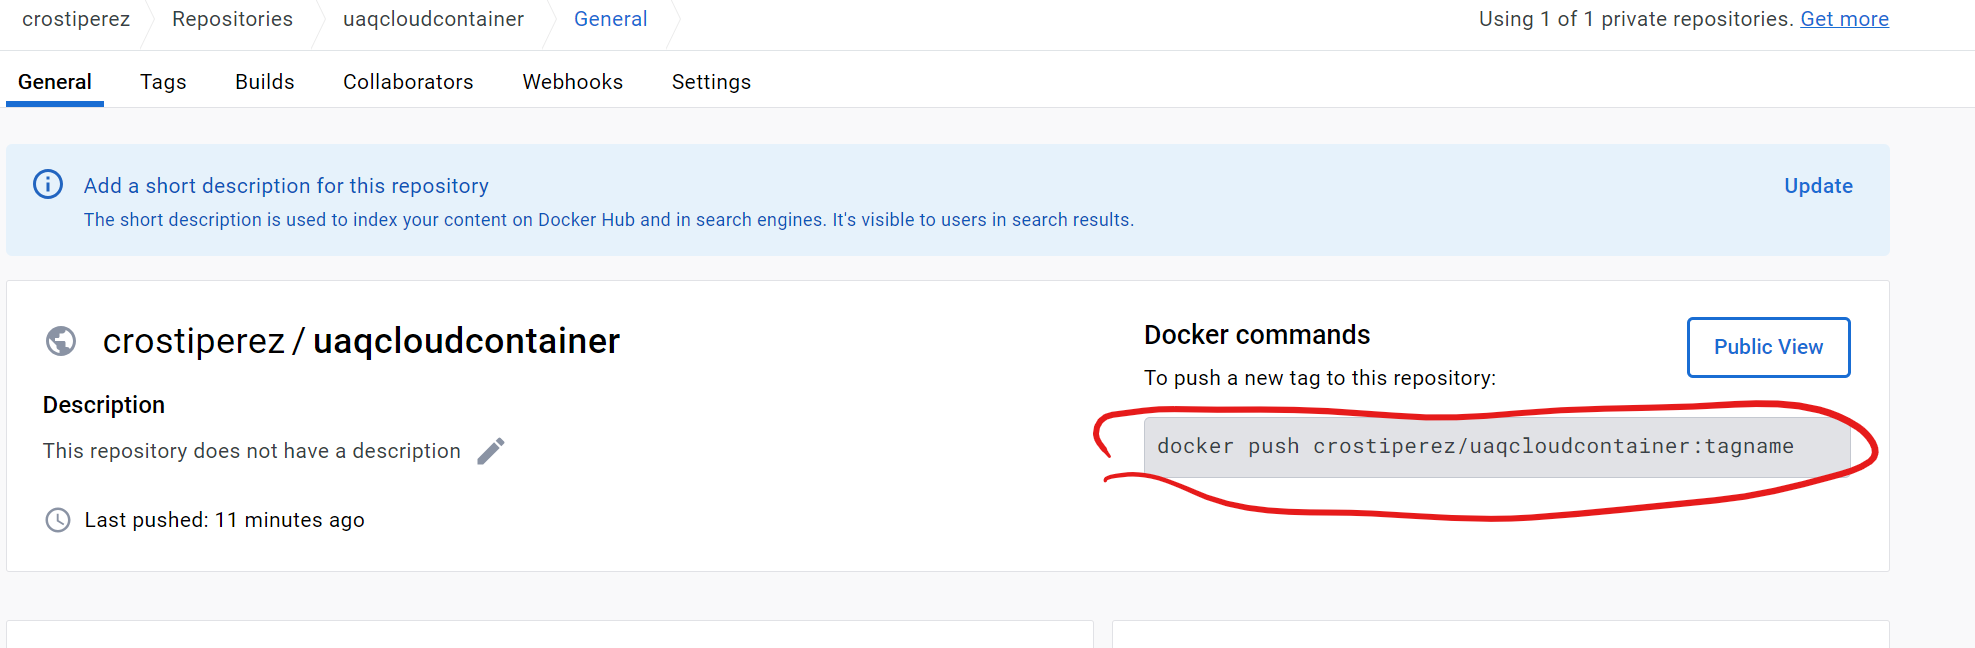 crostiperez Repositories uaqcloudcontainer General Using 1 of 1 private repositories. Get more
General Tags Builds Collaborators Webhooks Settings
Add a short description for this repository Update
The short description is used to index your content on Docker Hub and in search engines. It's visible to users in search results.
crostiperez / uaqcloudcontainer
Description
This repository does not have a description
Last pushed: 11 minutes ago
Docker commands
Public View
To push a new tag to this repository:
docker push crostiperez/uaqcloudcontainer:tagname